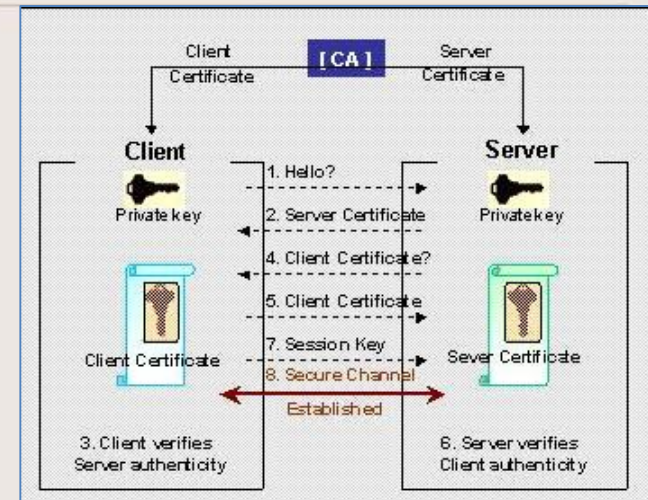 Client
Certificate
[CA]
Server
Certificate
Client
Server
Private key
Private key
1. Hello?
2. Server Certificate
4. Client Certificate?
5. Client Certificate
7. Session Key
8. Secure Channel
Established
Client Certificate
Sever Certificate
3. Client verifies
Server authenticity
6. Server verifies
Client authenticity